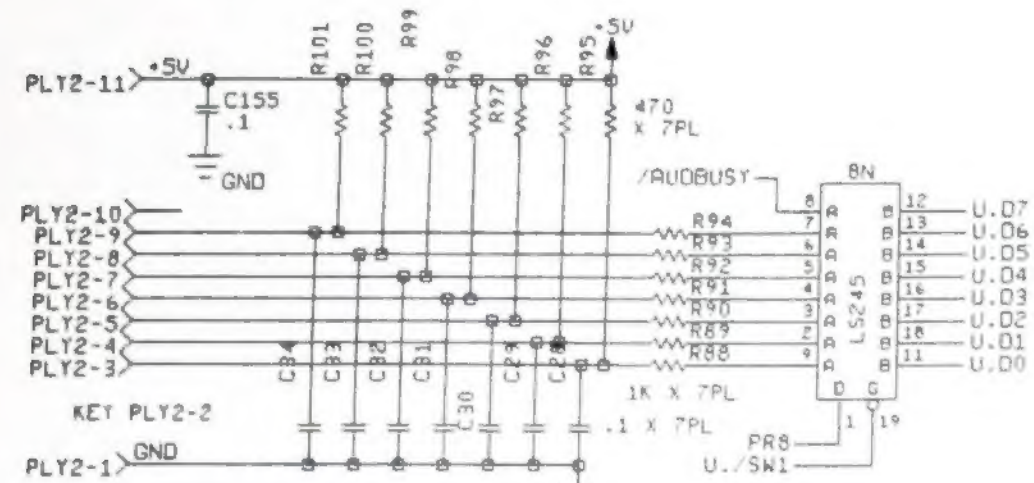 R101
R100
R99
R98
R97
R96
R95
+5V
PLY2-11
+5V
C155
.1
GND
470
X 7PL
/AUDBUSY
8N
PLY2-10
PLY2-9
PLY2-8
PLY2-7
PLY2-6
PLY2-5
PLY2-4
PLY2-3
R94
R93
R92
R91
R90
R89
R88
8 A B 12 U.D7
7 A B 13 U.D6
6 A B 14 U.D5
5 A B 15 U.D4
4 A B 16 U.D3
3 A B 17 U.D2
2 A B 18 U.D1
9 A B 11 U.D0
LS245
C34
C33
C32
C31
C30
C29
C28
1K X 7PL
.1 X 7PL
D G
1 19
KEY PLY2-2
PR8
U./SW1
PLY2-1
GND